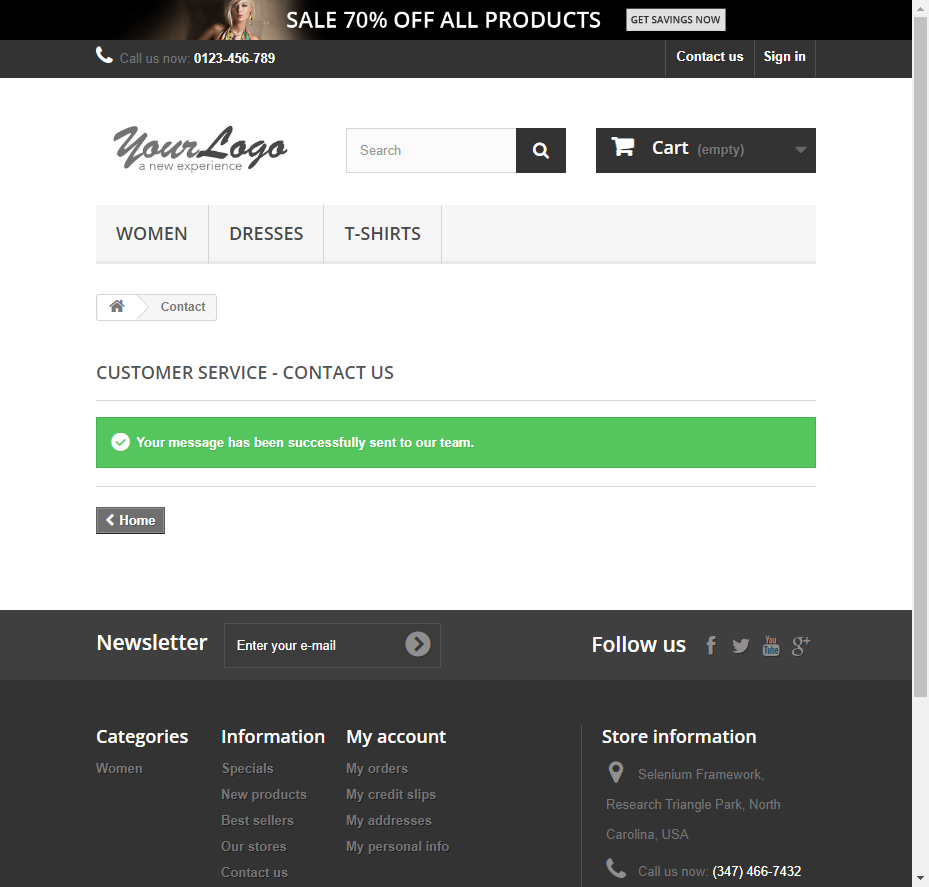 SALE 70% OFF ALL PRODUCTS
GET SAVINGS NOW
Call us now: 0123-456-789
Contact us
Sign in
YourLogo
a new experience
Search
Cart (empty)
WOMEN
DRESSES
T-SHIRTS
Contact
CUSTOMER SERVICE - CONTACT US
Your message has been successfully sent to our team.
Home
Newsletter
Enter your e-mail
Follow us
You
Tube
g+
Categories
Women
Information
Specials
New products
Best sellers
Our stores
Contact us
My account
My orders
My credit slips
My addresses
My personal info
Store information
Selenium Framework,
Research Triangle Park, North
Carolina, USA
Call us now: (347) 466-7432